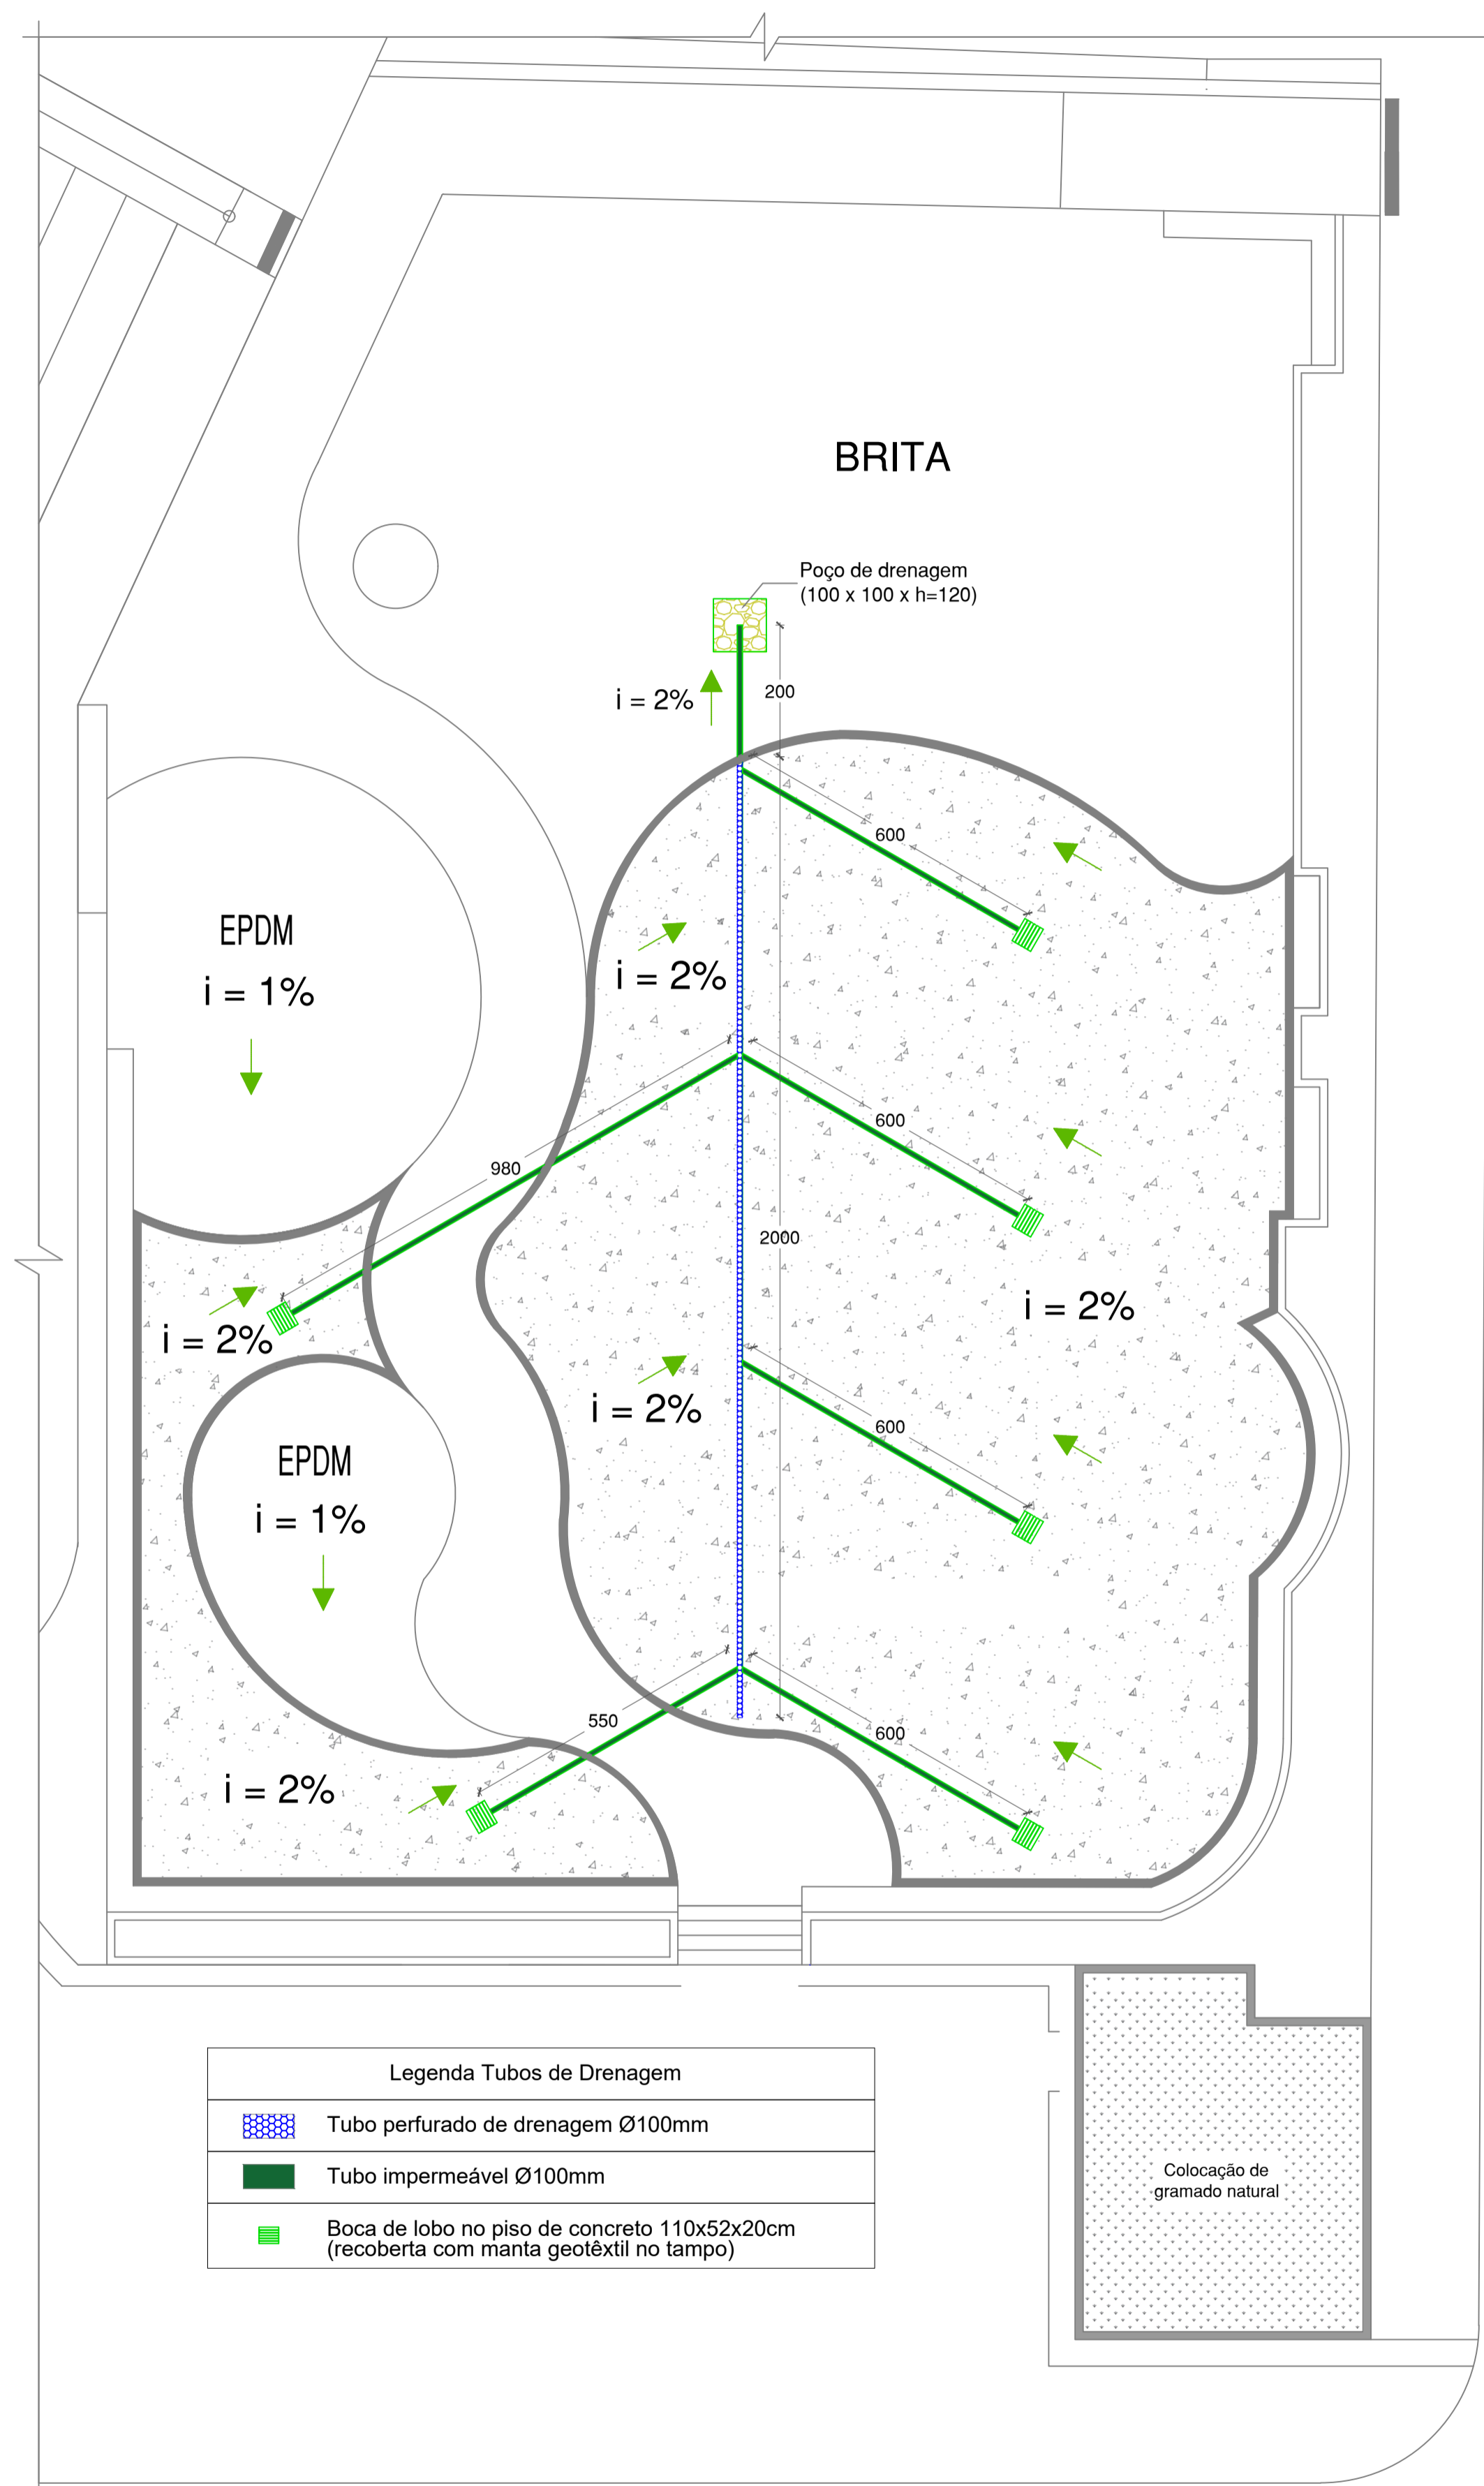 BRITA
Poço de drenagem
(100 x 100 x h=120)
i = 2%
200
600
EPDM
i = 1%
i = 2%
600
980
2000
i = 2%
i = 2%
i = 2%
600
EPDM
i = 1%
550
600
i = 2%
Legenda Tubos de Drenagem
Tubo perfurado de drenagem Ø100mm
Tubo impermeável Ø100mm
Boca de lobo no piso de concreto 110x52x20cm
(recoberta com manta geotêxtil no tampo)
Colocação de
gramado natural